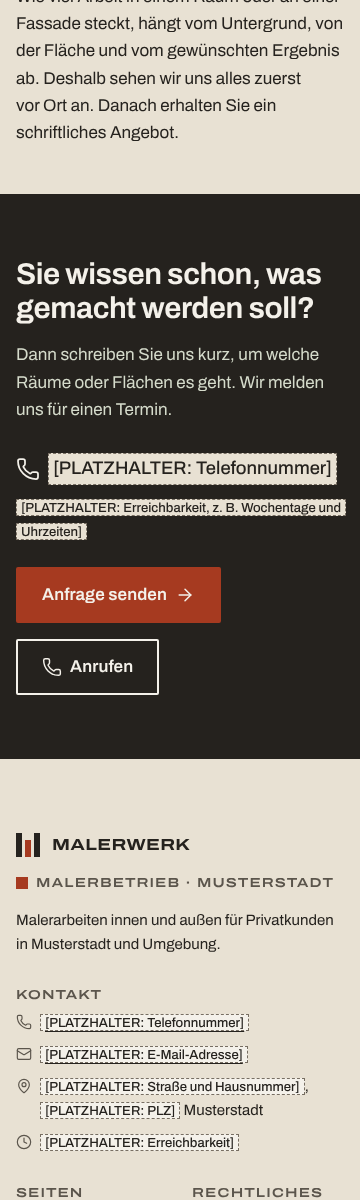 Fassade steckt, hängt vom Untergrund, von
der Fläche und vom gewünschten Ergebnis
ab. Deshalb sehen wir uns alles zuerst
vor Ort an. Danach erhalten Sie ein
schriftliches Angebot.
Sie wissen schon, was
gemacht werden soll?
Dann schreiben Sie uns kurz, um welche
Räume oder Flächen es geht. Wir melden
uns für einen Termin.
[PLATZHALTER: Telefonnummer]
[PLATZHALTER: Erreichbarkeit, z. B. Wochentage und
Uhrzeiten]
Anfrage senden
Anrufen
MALERWERK
MALERBETRIEB · MUSTERSTADT
Malerarbeiten innen und außen für Privatkunden
in Musterstadt und Umgebung.
KONTAKT
[PLATZHALTER: Telefonnummer]
[PLATZHALTER: E-Mail-Adresse]
[PLATZHALTER: Straße und Hausnummer],
[PLATZHALTER: PLZ] Musterstadt
[PLATZHALTER: Erreichbarkeit]
SEITEN RECHTLICHES